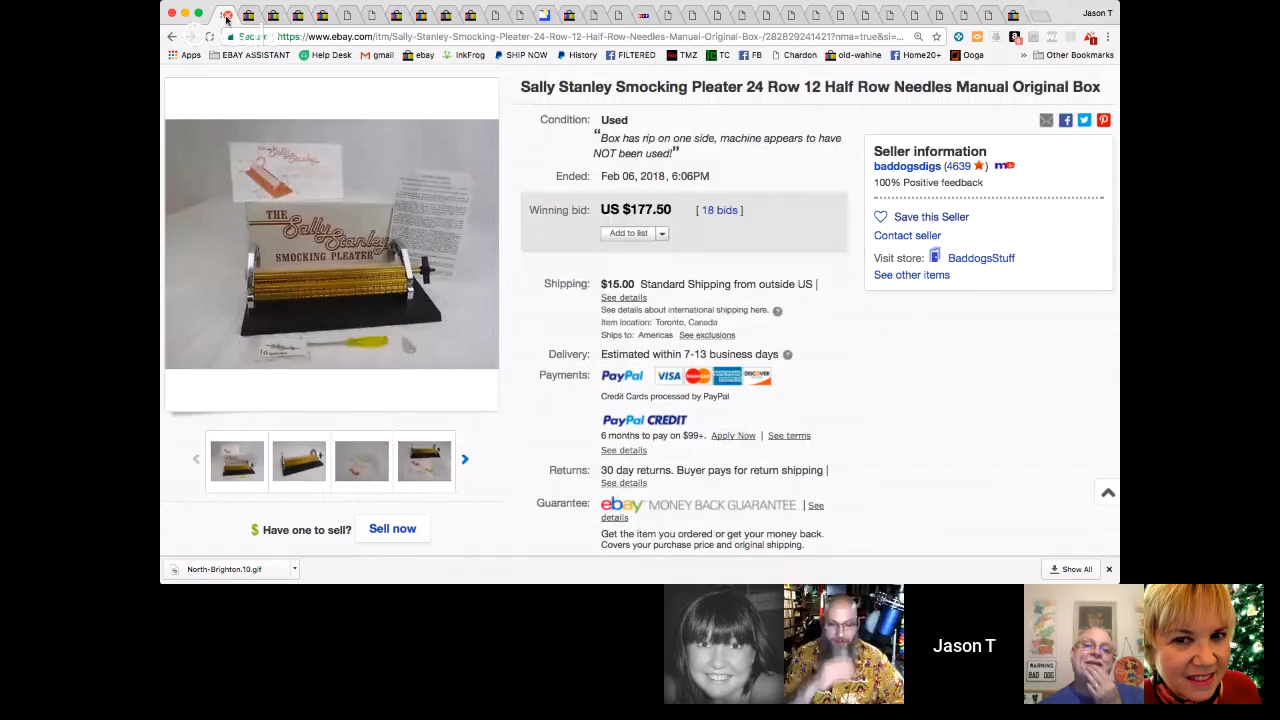 Jason T
Secure
https://www.ebay.com/itm/Sally-Stanley-Smocking-Pleater-24-Row-12-Half-Row-Needles-Manual-Original-Box-/282829241421?nma=true&si=...
Apps EBAY ASSISTANT Help Desk gmail ebay InkFrog SHIP NOW History FILTERED TMZ TC FB Chardon old-wahine Home20+ Ooga » Other Bookmarks
Sally Stanley Smocking Pleater 24 Row 12 Half Row Needles Manual Original Box
Condition: Used
“Box has rip on one side, machine appears to have
NOT been used!”
Ended: Feb 06, 2018, 6:06PM
Winning bid: US $177.50 [ 18 bids ]
Add to list
Shipping: $15.00 Standard Shipping from outside US |
See details
See details about international shipping here.
Item location: Toronto, Canada
Ships to: Americas See exclusions
Delivery: Estimated within 7-13 business days
Payments: PayPal VISA MasterCard DISCOVER
Credit Cards processed by PayPal
PayPal CREDIT
6 months to pay on $99+. Apply Now | See terms
See details
Returns: 30 day returns. Buyer pays for return shipping |
See details
Guarantee: ebay MONEY BACK GUARANTEE | See
details
Get the item you ordered or get your money back.
Covers your purchase price and original shipping.
Seller information
baddogsdigs (4639) me
100% Positive feedback
Save this Seller
Contact seller
Visit store: BaddogsStuff
See other items
THE
Sally
Stanley
SMOCKING PLEATER
$ Have one to sell? Sell now
North-Brighton.10.gif
Show All
Jason T
WARNING
BAD DOG